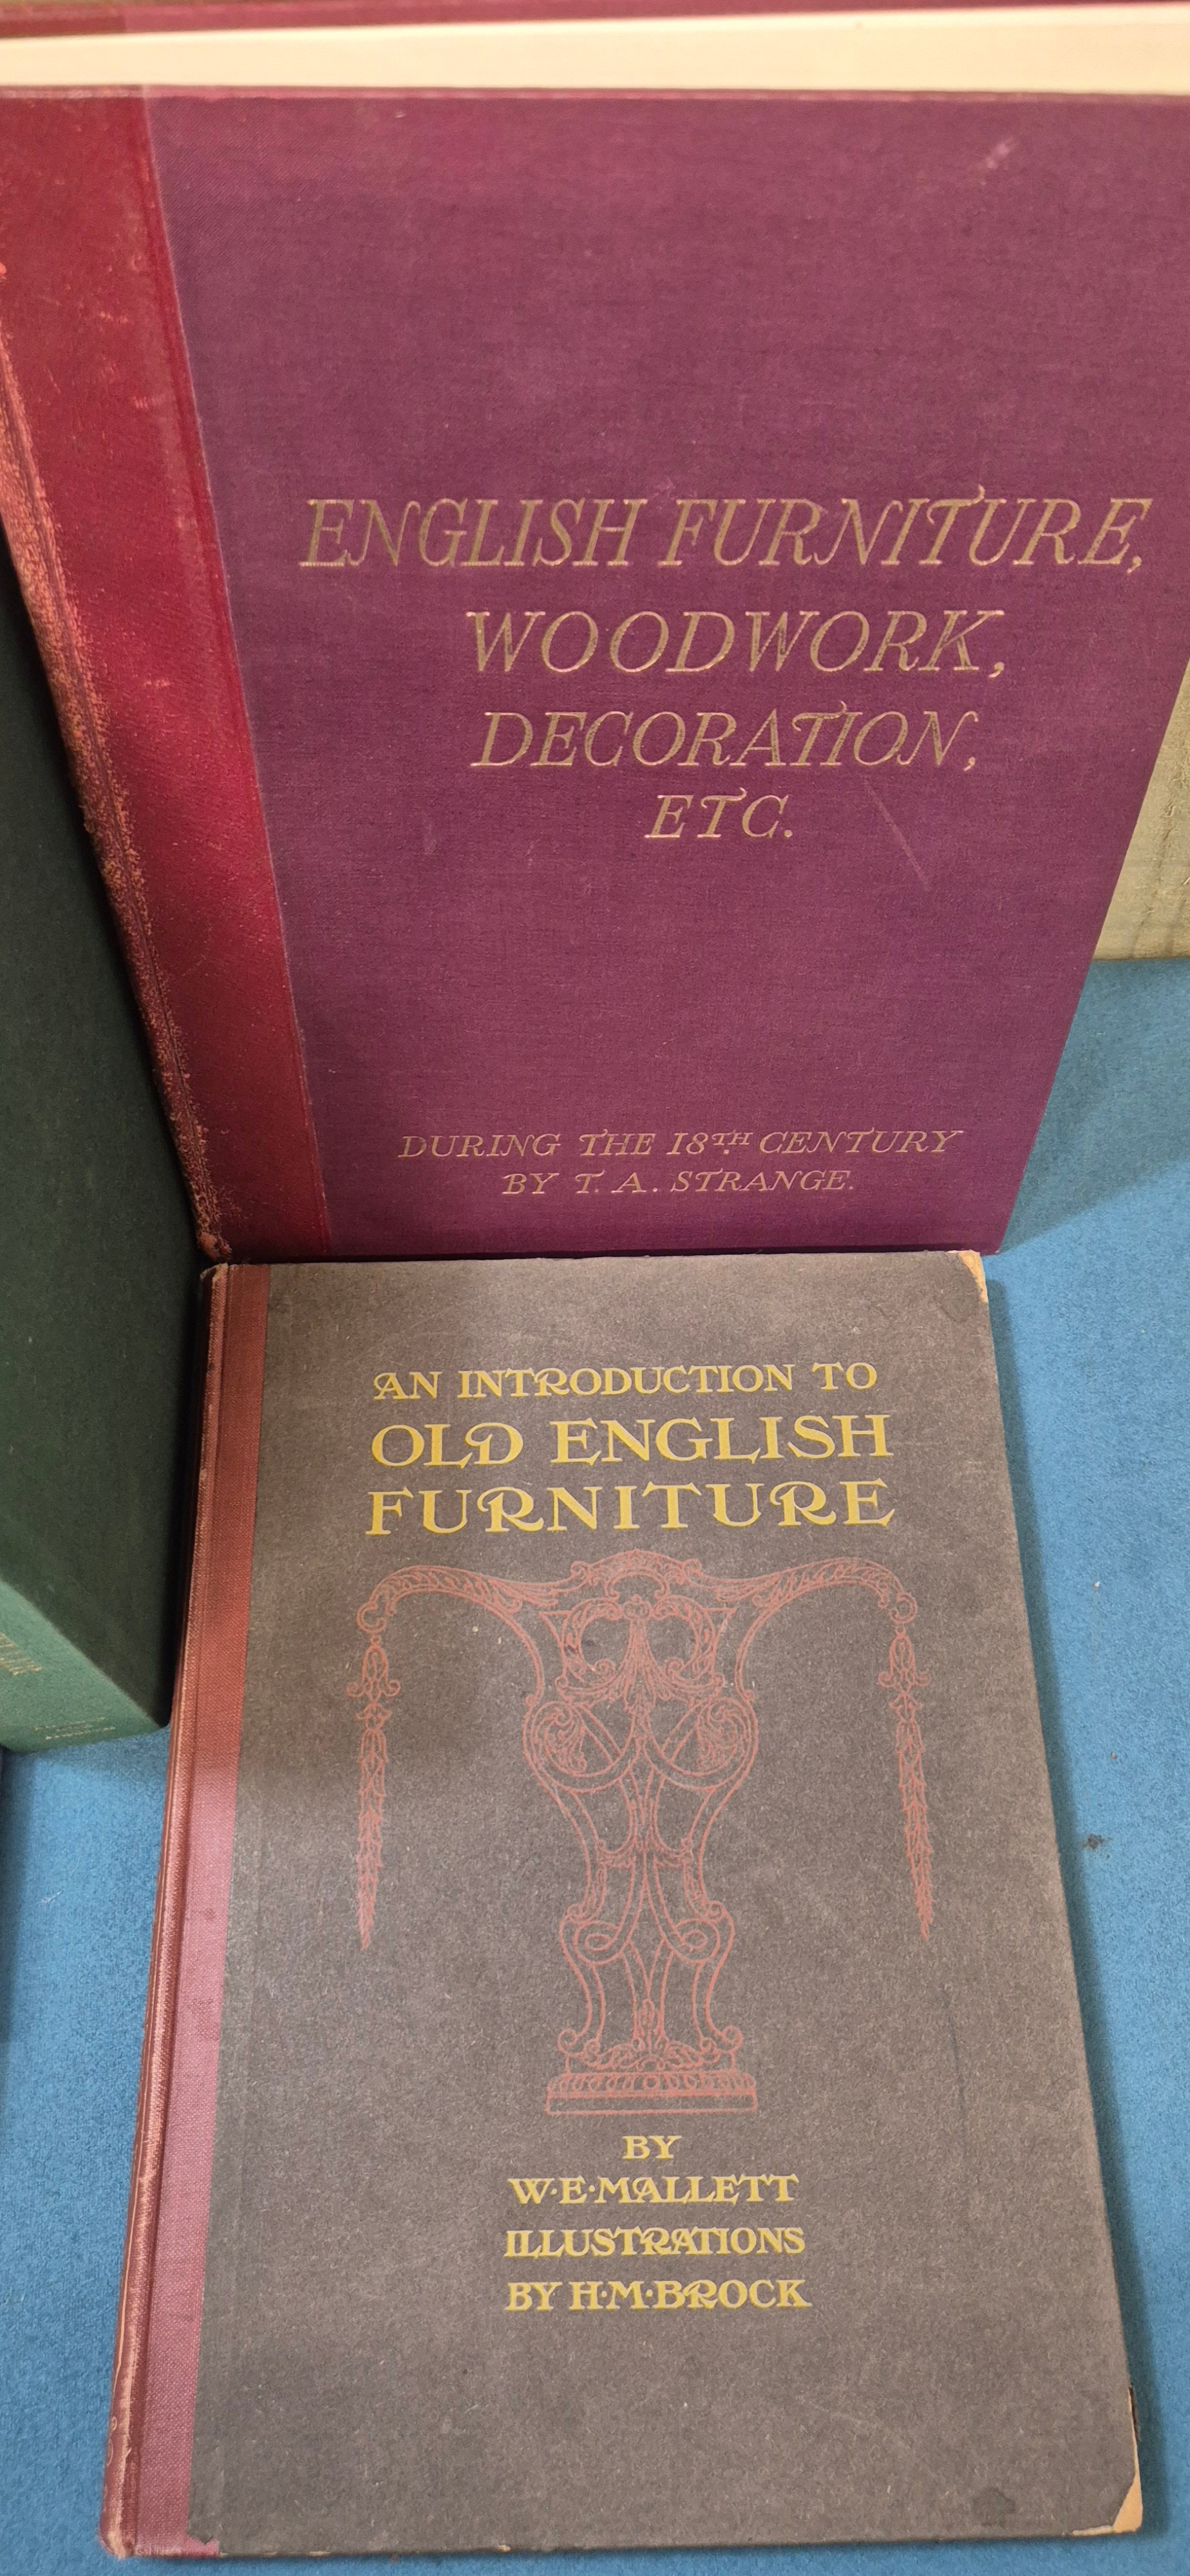 ENGLISH FURNITURE,
WOODWORK,
DECORATION,
ETC.
DURING THE 18TH CENTURY
BY T. A. STRANGE.
AN INTRODUCTION TO
OLD ENGLISH
FURNITURE
BY
W·E·MALLETT
ILLUSTRATIONS
BY H·M·BROCK